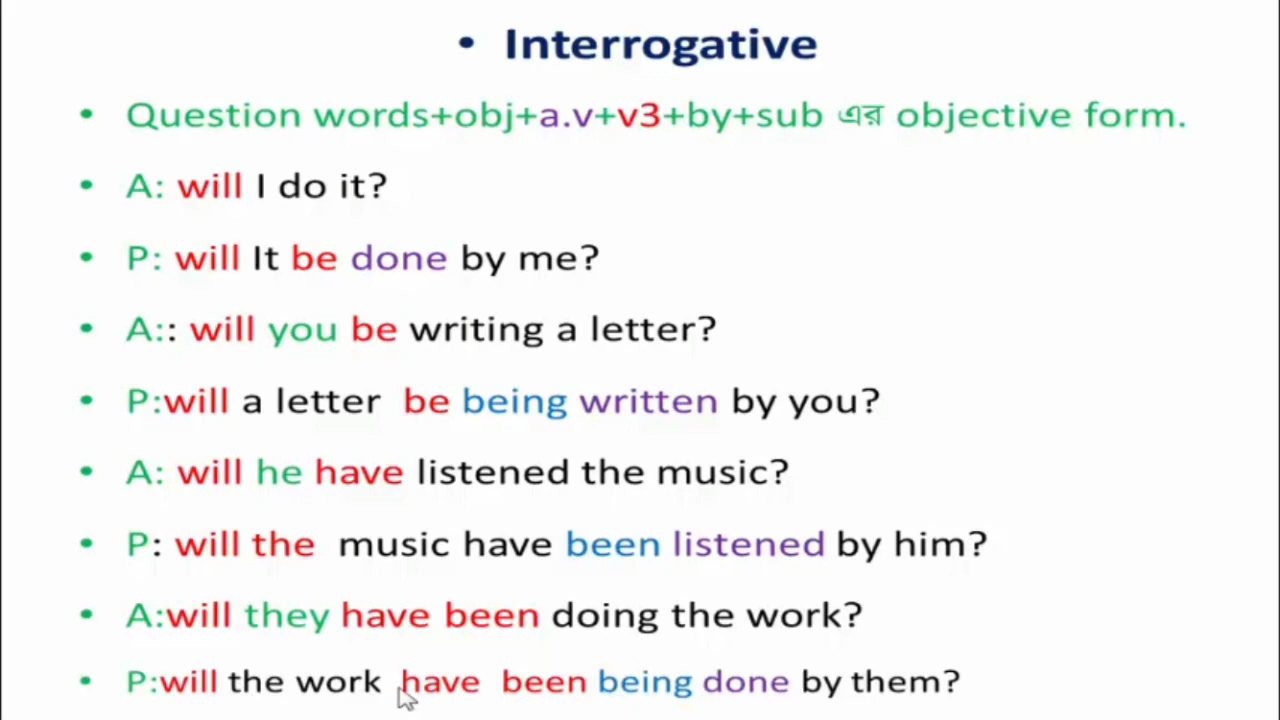 • Interrogative
• Question words+obj+a.v+v3+by+sub এর objective form.
• A: will I do it?
• P: will It be done by me?
• A:: will you be writing a letter?
• P:will a letter be being written by you?
• A: will he have listened the music?
• P: will the music have been listened by him?
• A:will they have been doing the work?
• P:will the work have been being done by them?